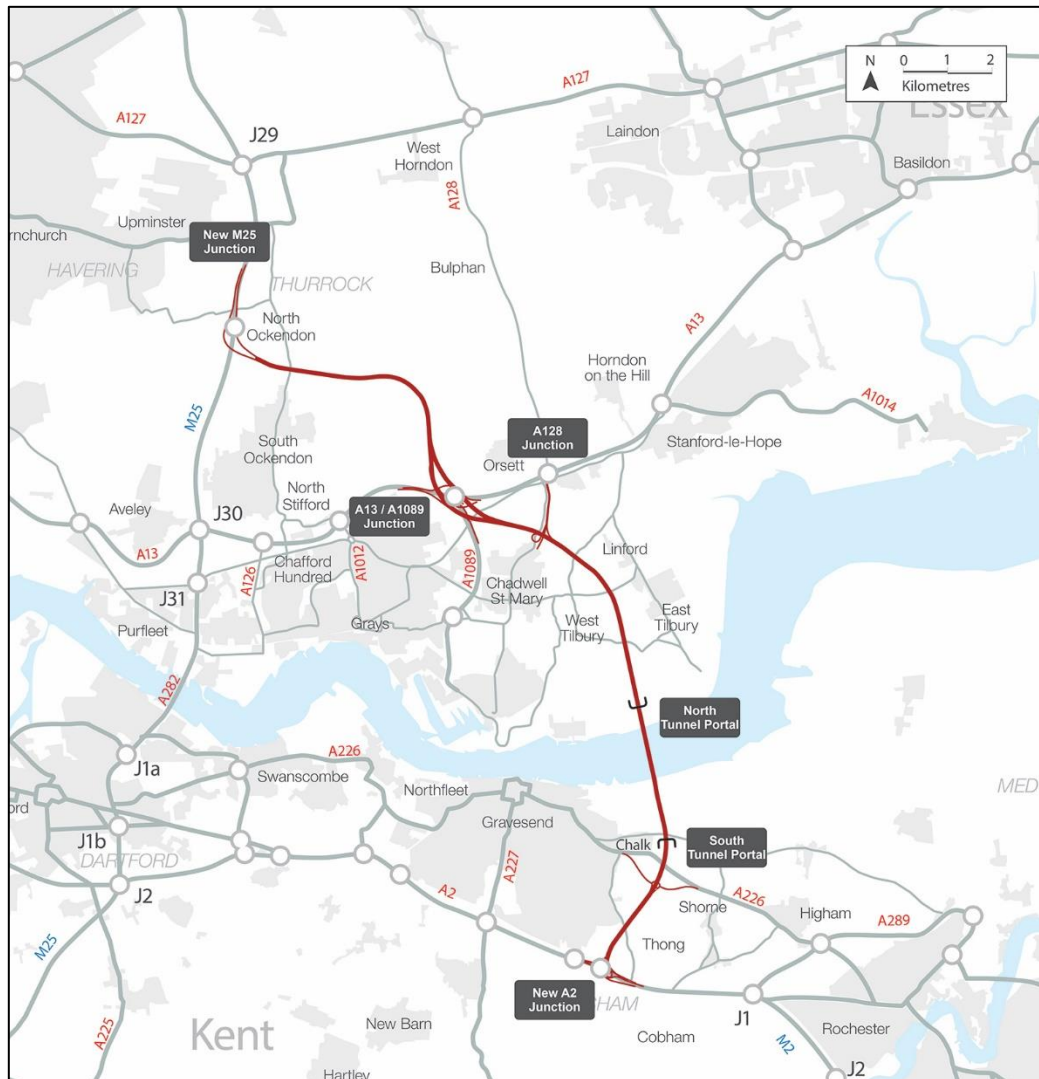 N
0 1 2
Kilometres
A127
A127
Essex
J29
Laindon
West
Horndon
Basildon
A128
Upminster
rnchurch
New M25
Junction
HAVERING
THURROCK
Bulphan
North
Ockendon
A13
Horndon
on the Hill
A1014
M25
A128
Junction
South
Ockendon
Orsett
Stanford-le-Hope
North
Stifford
Aveley
A13 / A1089
Junction
J30
A13
A126
Chafford
Hundred
A1012
A1089
Linford
J31
Chadwell
St Mary
Purfleet
Grays
West
Tilbury
East
Tilbury
A282
North
Tunnel Portal
A226
J1a
Swanscombe
Northfleet
MED
ord
Gravesend
J1b
Chalk
South
Tunnel Portal
DARTFORD
A227
J2
A2
A226
Shorne
Higham
A289
M25
Thong
New A2
Junction
HAM
J1
Kent
New Barn
Cobham
Rochester
A225
M2
Hartley
J2